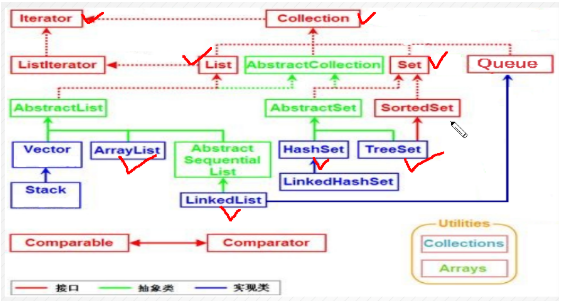 Iterator
Collection
ListIterator
List
AbstractCollection
Set
Queue
AbstractList
AbstractSet
SortedSet
Vector
ArrayList
Abstract
Sequential
List
HashSet
TreeSet
Stack
LinkedList
LinkedHashSet
Comparable
Comparator
Utilities
Collections
Arrays
接口
抽象类
实现类